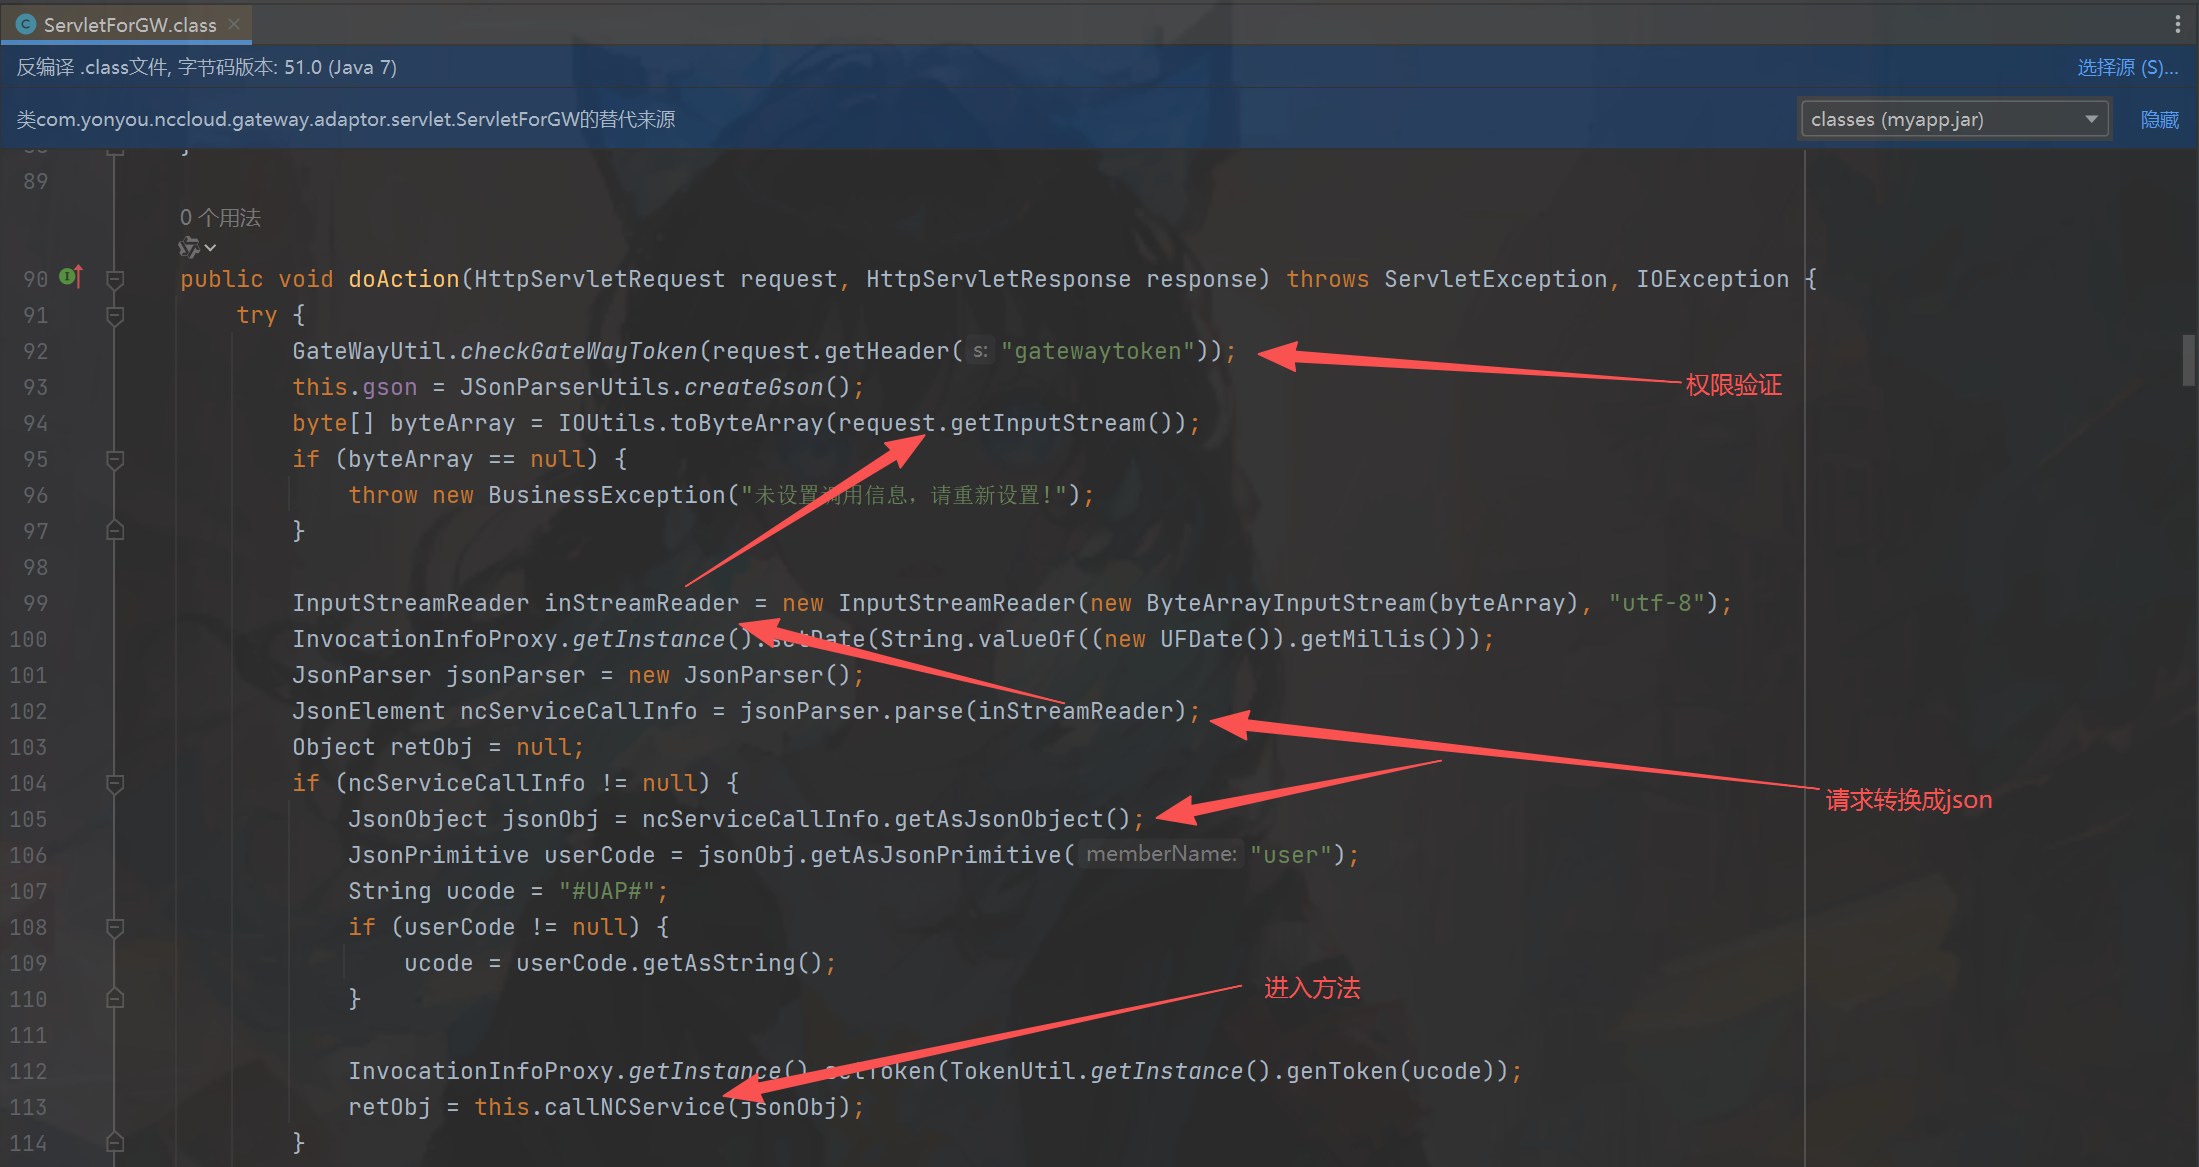 ServletForGW.class
反编译 .class文件, 字节码版本: 51.0 (Java 7)
选择源 (S)...
类com.yonyou.nccloud.gateway.adaptor.servlet.ServletForGW的替代来源
classes (myapp.jar)
隐藏
89
0 个用法
90 public void doAction(HttpServletRequest request, HttpServletResponse response) throws ServletException, IOException {
91 try {
92 GateWayUtil.checkGateWayToken(request.getHeader( s: "gatewaytoken"));
权限验证
93 this.gson = JSonParserUtils.createGson();
94 byte[] byteArray = IOUtils.toByteArray(request.getInputStream());
95 if (byteArray == null) {
96 throw new BusinessException("未设置调用信息，请重新设置!");
97 }
98
99 InputStreamReader inStreamReader = new InputStreamReader(new ByteArrayInputStream(byteArray), "utf-8");
100 InvocationInfoProxy.getInstance().setDate(String.valueOf((new UFDate()).getMillis()));
101 JsonParser jsonParser = new JsonParser();
102 JsonElement ncServiceCallInfo = jsonParser.parse(inStreamReader);
103 Object retObj = null;
104 if (ncServiceCallInfo != null) {
请求转换成json
105 JsonObject jsonObj = ncServiceCallInfo.getAsJsonObject();
106 JsonPrimitive userCode = jsonObj.getAsJsonPrimitive( memberName: "user");
107 String ucode = "#UAP#";
108 if (userCode != null) {
109 ucode = userCode.getAsString();
进入方法
110 }
111
112 InvocationInfoProxy.getInstance().setToken(TokenUtil.getInstance().genToken(ucode));
113 retObj = this.callNCService(jsonObj);
114 }